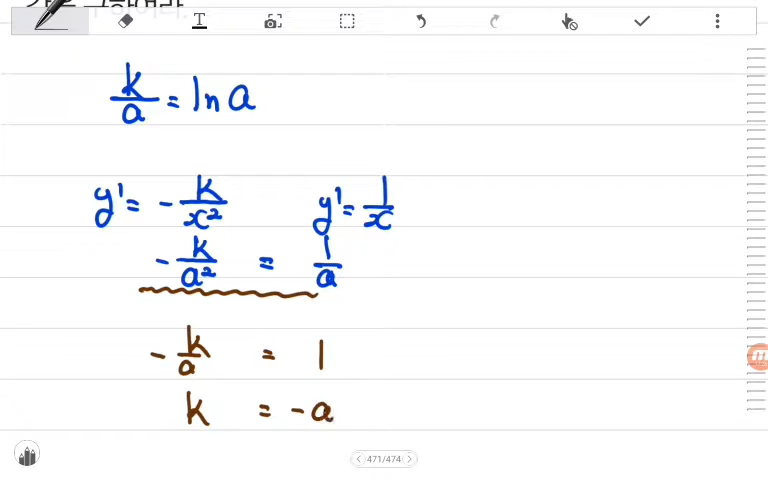 k/a = ln a
y' = - k/x² y' = 1/x
- k/a² = 1/a
- k/a = 1
k = - a
471/474